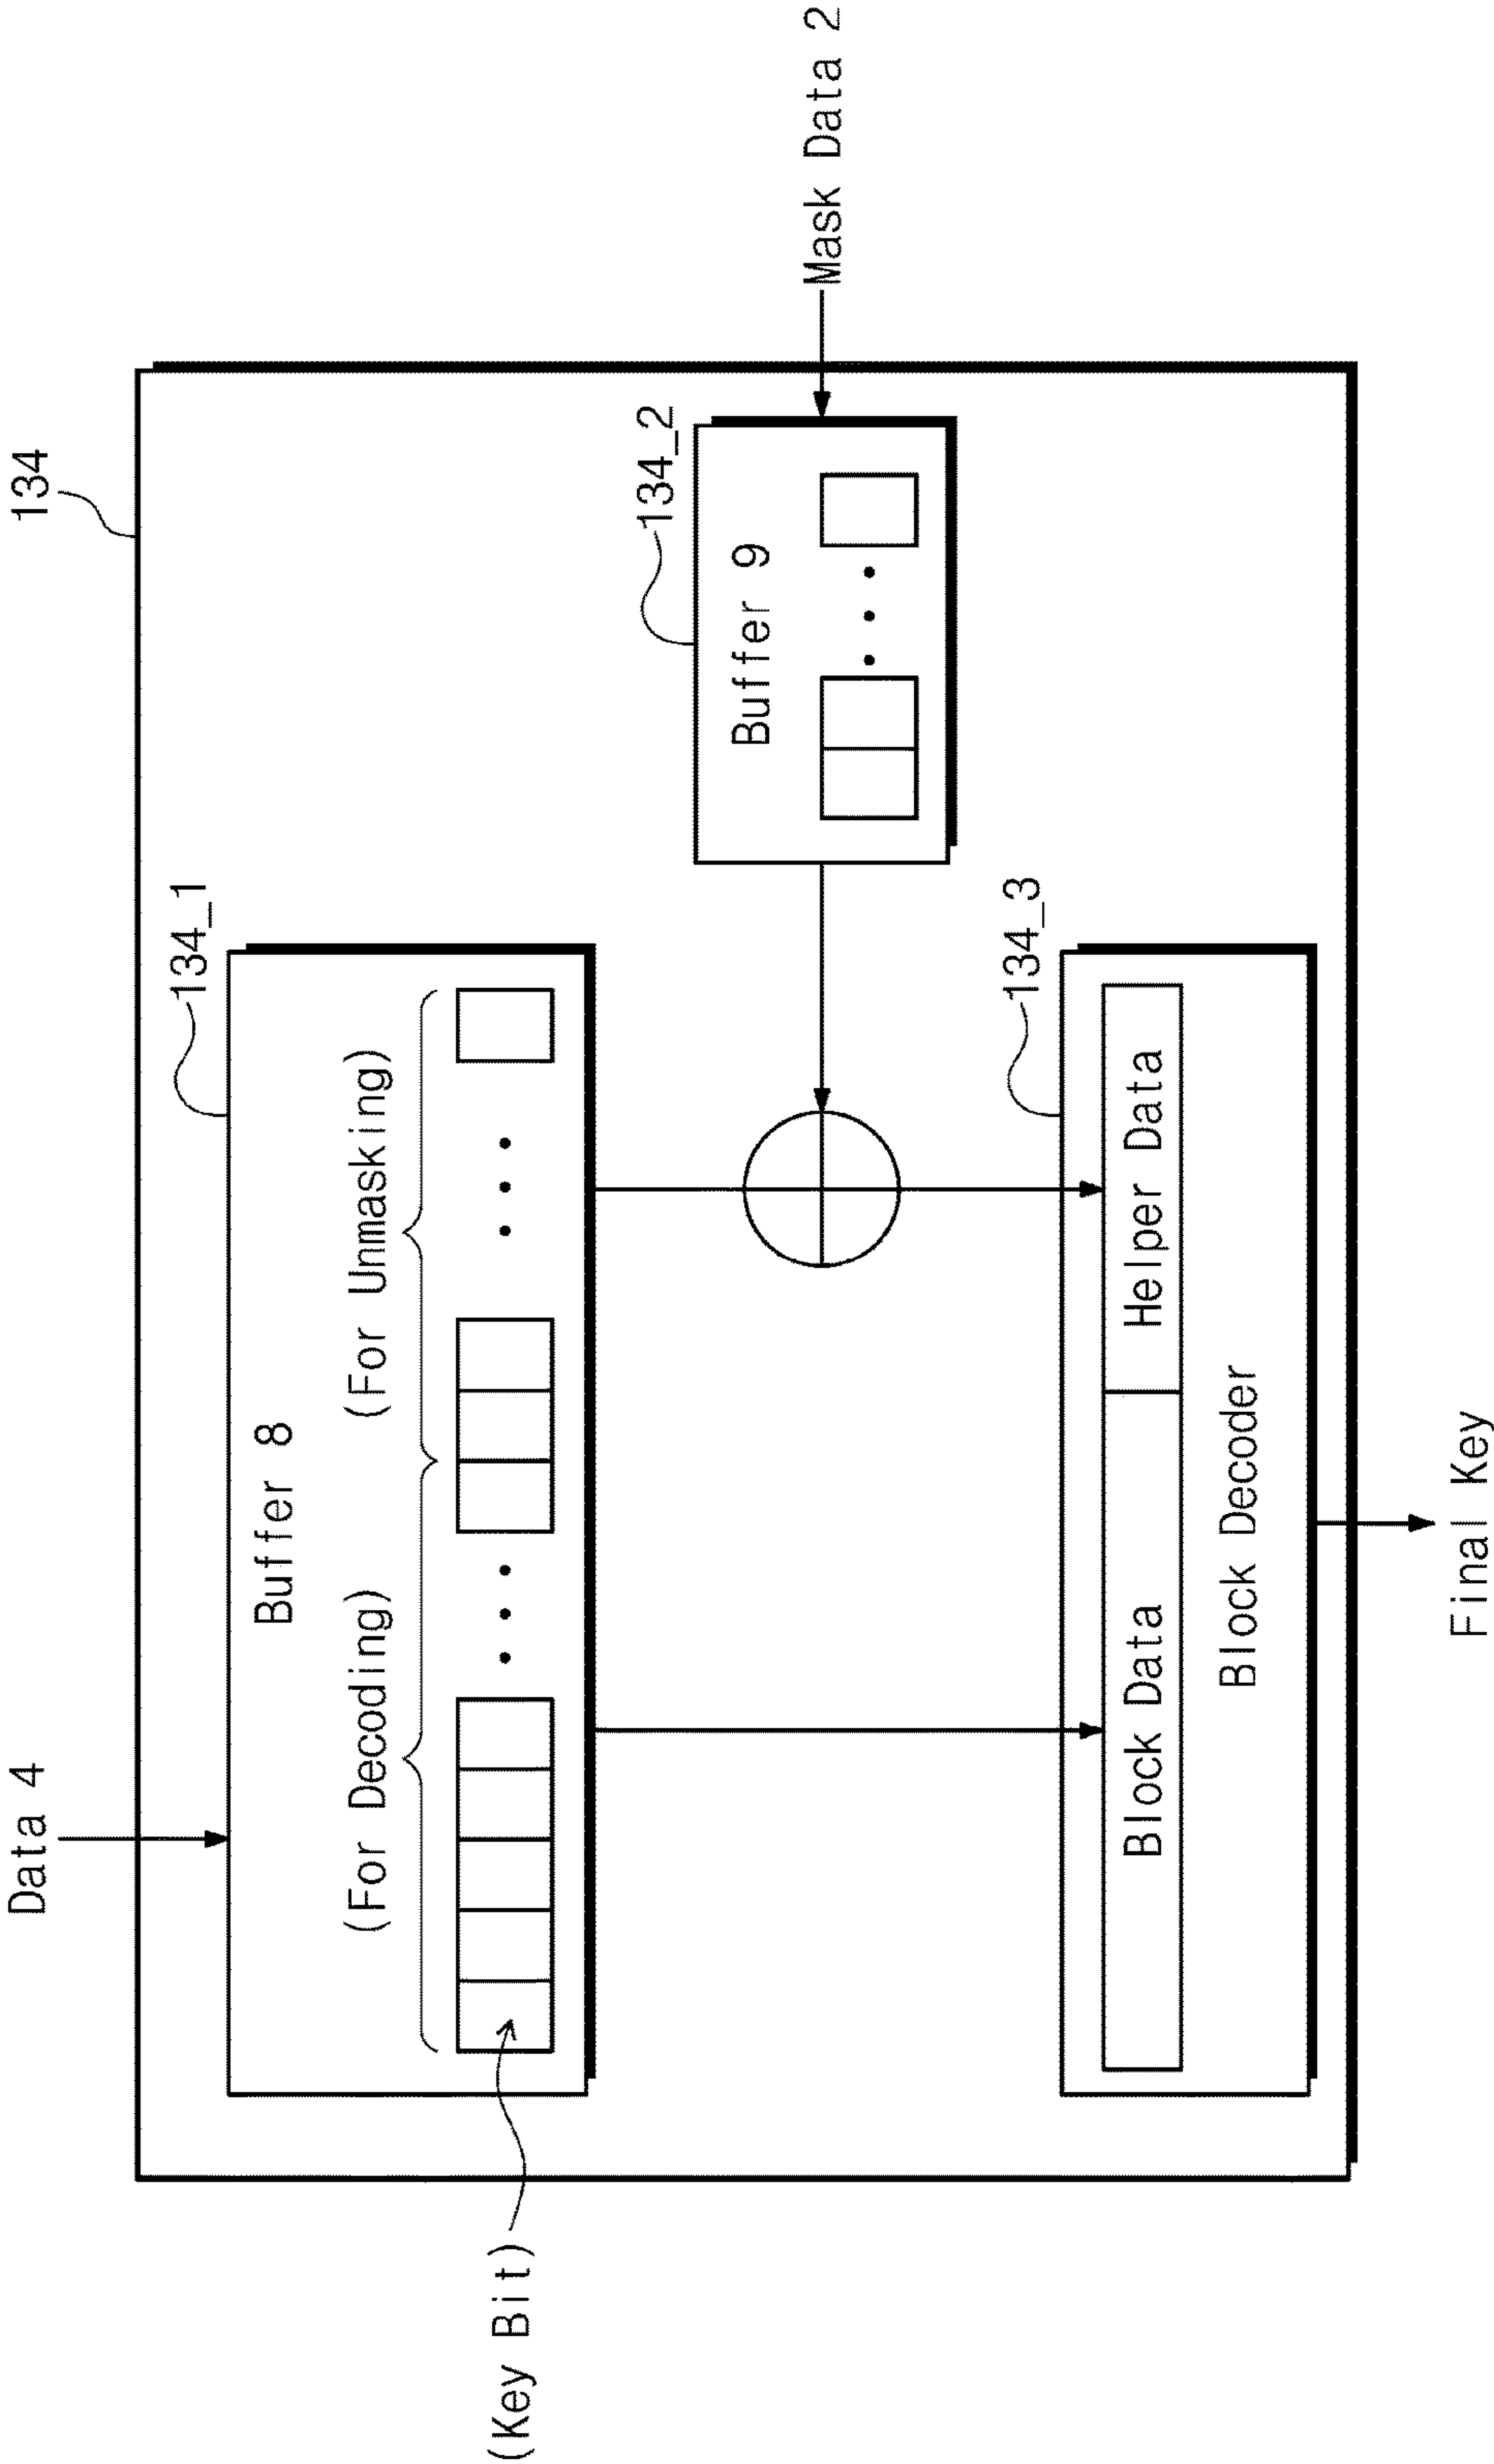 134
Data 4
134_1
Buffer 8
(For Decoding)
(For Unmasking)
(Key Bit)
134_2
Buffer 9
Mask Data 2
134_3
Block Data
Helper Data
Block Decoder
Final Key